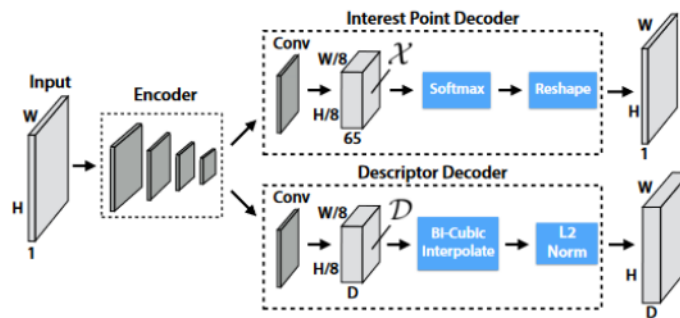 Interest Point Decoder
Input
W
H
1
Encoder
Conv
W/8
H/8
65
𝒳
Softmax
Reshape
W
H
1
Descriptor Decoder
Conv
W/8
H/8
D
𝒟
BI-Cubic
Interpolate
L2
Norm
W
H
D